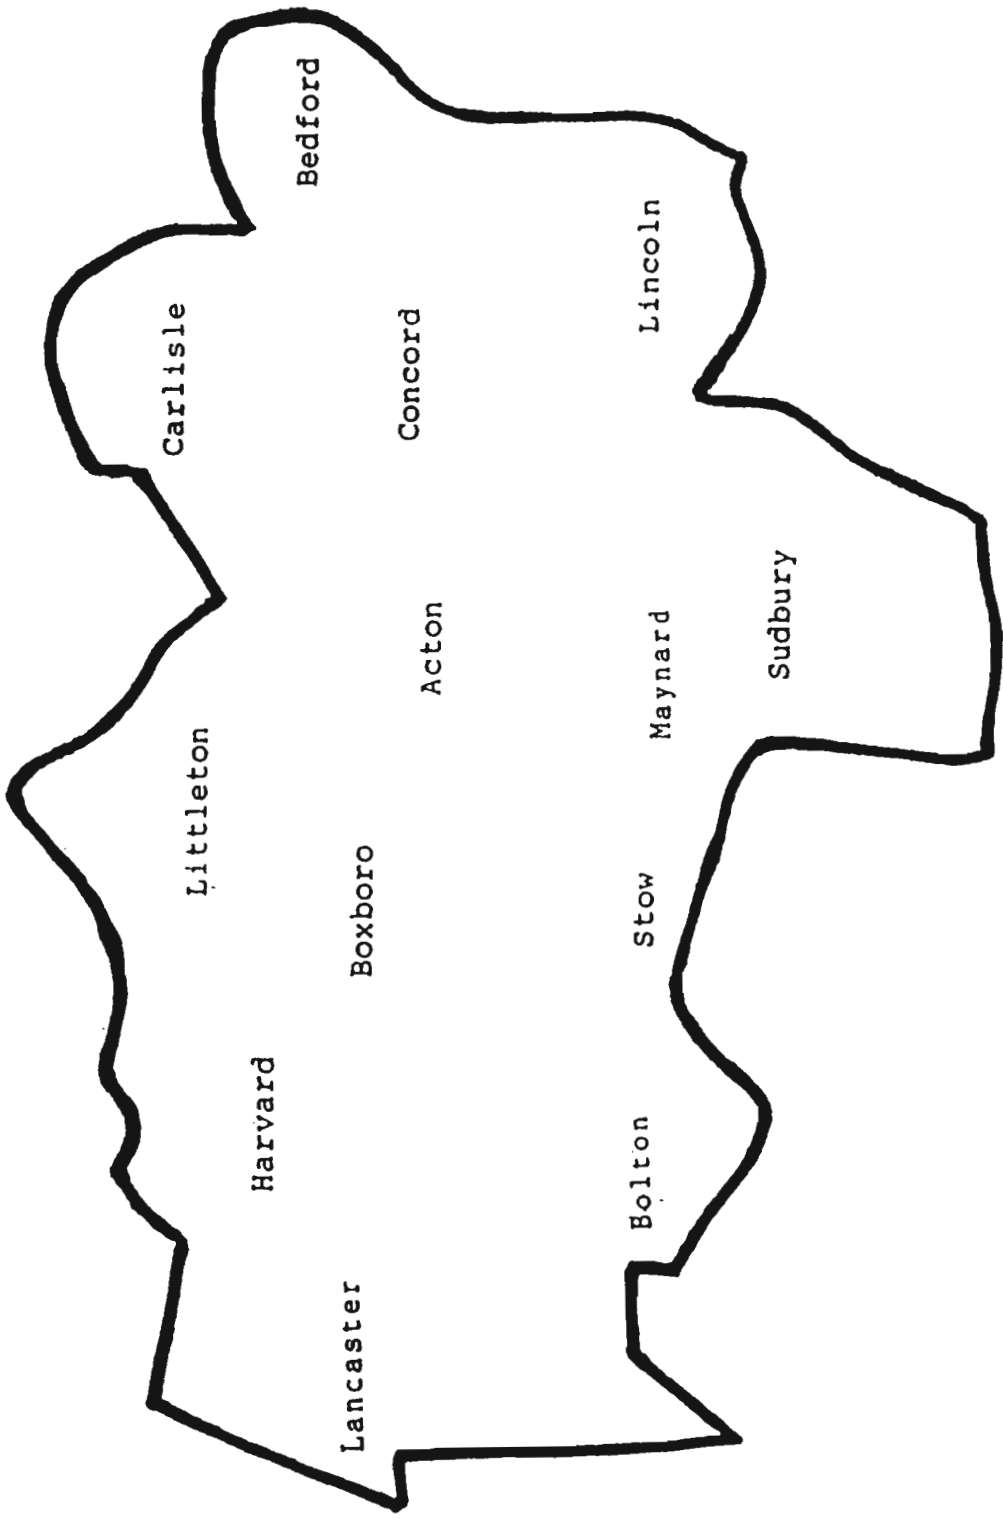 Carlisle
Bedford
Littleton
Harvard
Concord
Boxboro
Acton
Lancaster
Lincoln
Maynard
Stow
Bolton
Sudbury